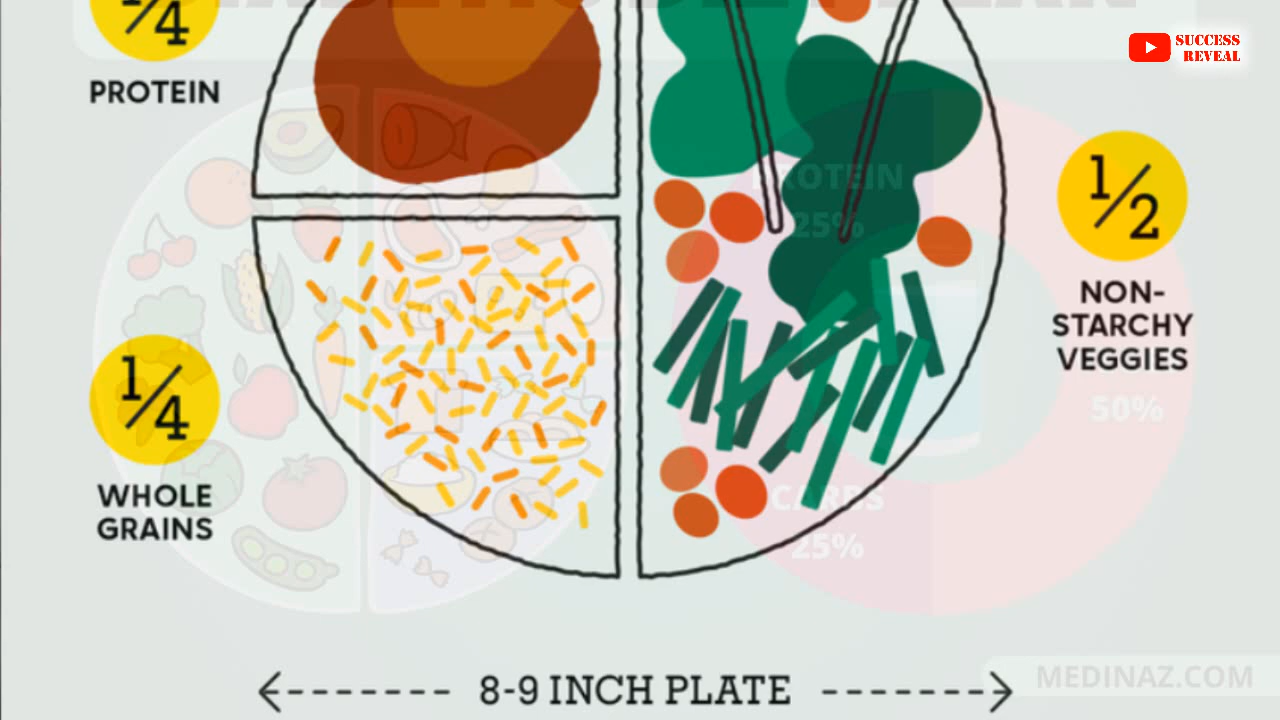 1/4
PROTEIN
SUCCESS
REVEAL
PROTEIN
25%
1/2
NON-
STARCHY
VEGGIES
50%
1/4
WHOLE
GRAINS
CARBS
25%
8-9 INCH PLATE
MEDINAZ.COM